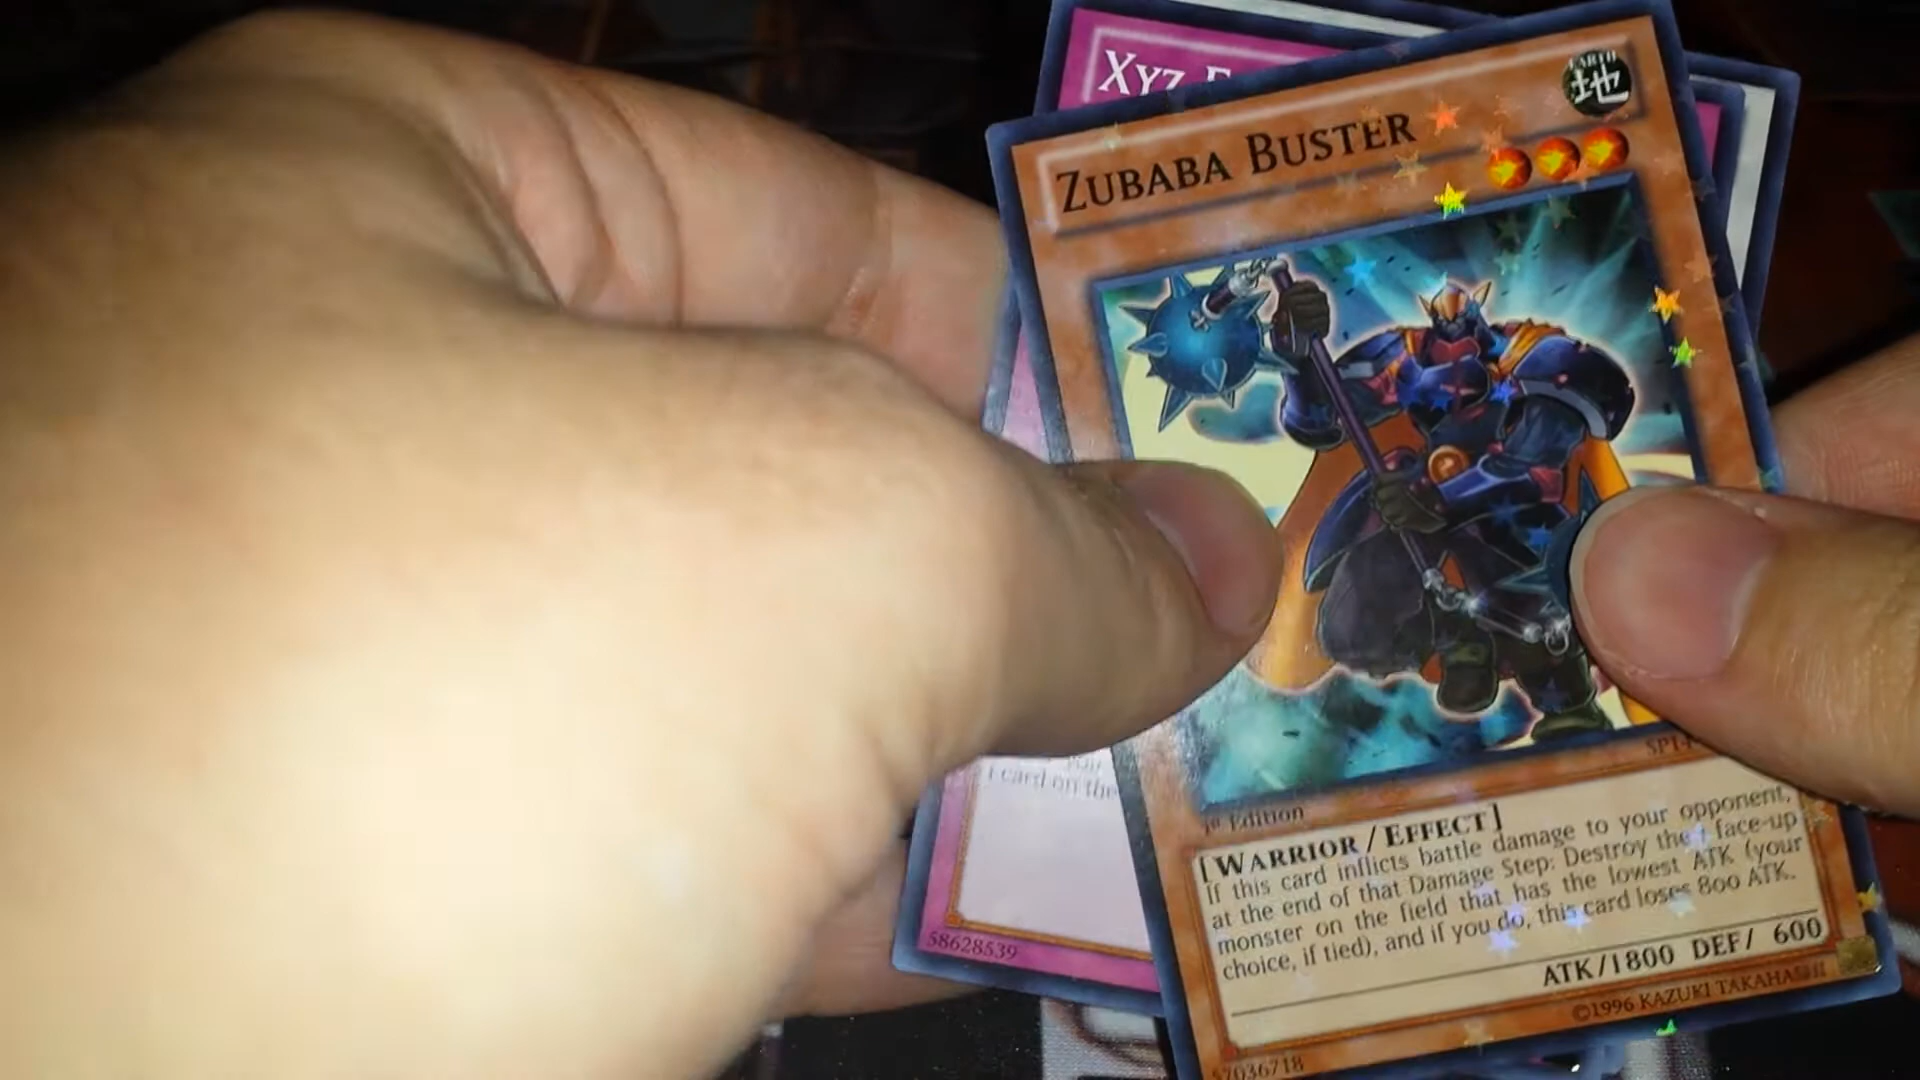 Xyz
ZUBABA BUSTER
EARTH
地
1st Edition
[WARRIOR / EFFECT]
If this card inflicts battle damage to your opponent,
at the end of that Damage Step: Destroy the 1 face-up
monster on the field that has the lowest ATK (your
choice, if tied), and if you do, this card loses 800 ATK.
ATK/1800 DEF/ 600
57036718
©1996 KAZUKI TAKAHASHI
you
1 card on the
58628539